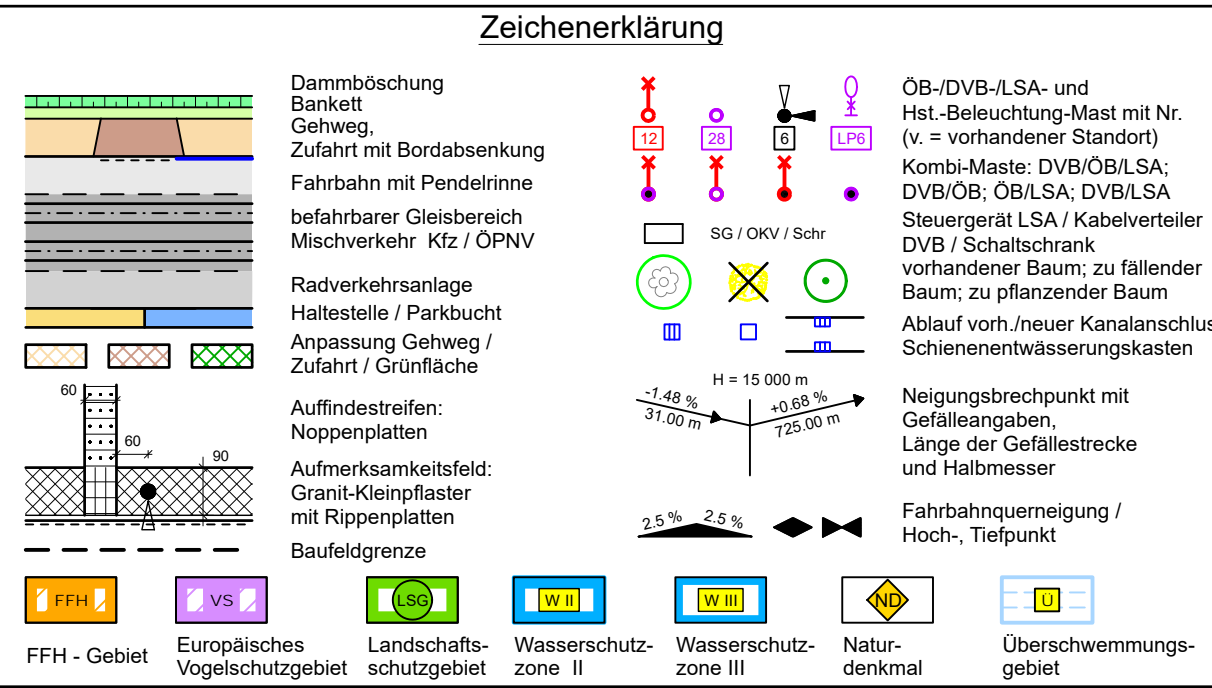 Zeichenerklärung
Dammböschung
Bankett
Gehweg,
Zufahrt mit Bordabsenkung
Fahrbahn mit Pendelrinne
befahrbarer Gleisbereich
Mischverkehr Kfz / ÖPNV
Radverkehrsanlage
Haltestelle / Parkbucht
Anpassung Gehweg /
Zufahrt / Grünfläche
60
60
90
Auffindestreifen:
Noppenplatten
Aufmerksamkeitsfeld:
Granit-Kleinpflaster
mit Rippenplatten
Baufeldgrenze
12
28
6
LP6
ÖB-/DVB-/LSA- und
Hst.-Beleuchtung-Mast mit Nr.
(v. = vorhandener Standort)
Kombi-Maste: DVB/ÖB/LSA;
DVB/ÖB; ÖB/LSA; DVB/LSA
SG / OKV / Schr
Steuergerät LSA / Kabelverteiler
DVB / Schaltschrank
vorhandener Baum; zu fällender
Baum; zu pflanzender Baum
Ablauf vorh./neuer Kanalanschlus
Schienenentwässerungskasten
H = 15 000 m
-1.48 %
31.00 m
+0.68 %
725.00 m
Neigungsbrechpunkt mit
Gefälleangaben,
Länge der Gefällestrecke
und Halbmesser
2.5 %
2.5 %
Fahrbahnquerneigung /
Hoch-, Tiefpunkt
FFH
VS
LSG
W II
W III
ND
Ü
FFH - Gebiet
Europäisches
Vogelschutzgebiet
Landschafts-
schutzgebiet
Wasserschutz-
zone II
Wasserschutz-
zone III
Natur-
denkmal
Überschwemmungs-
gebiet